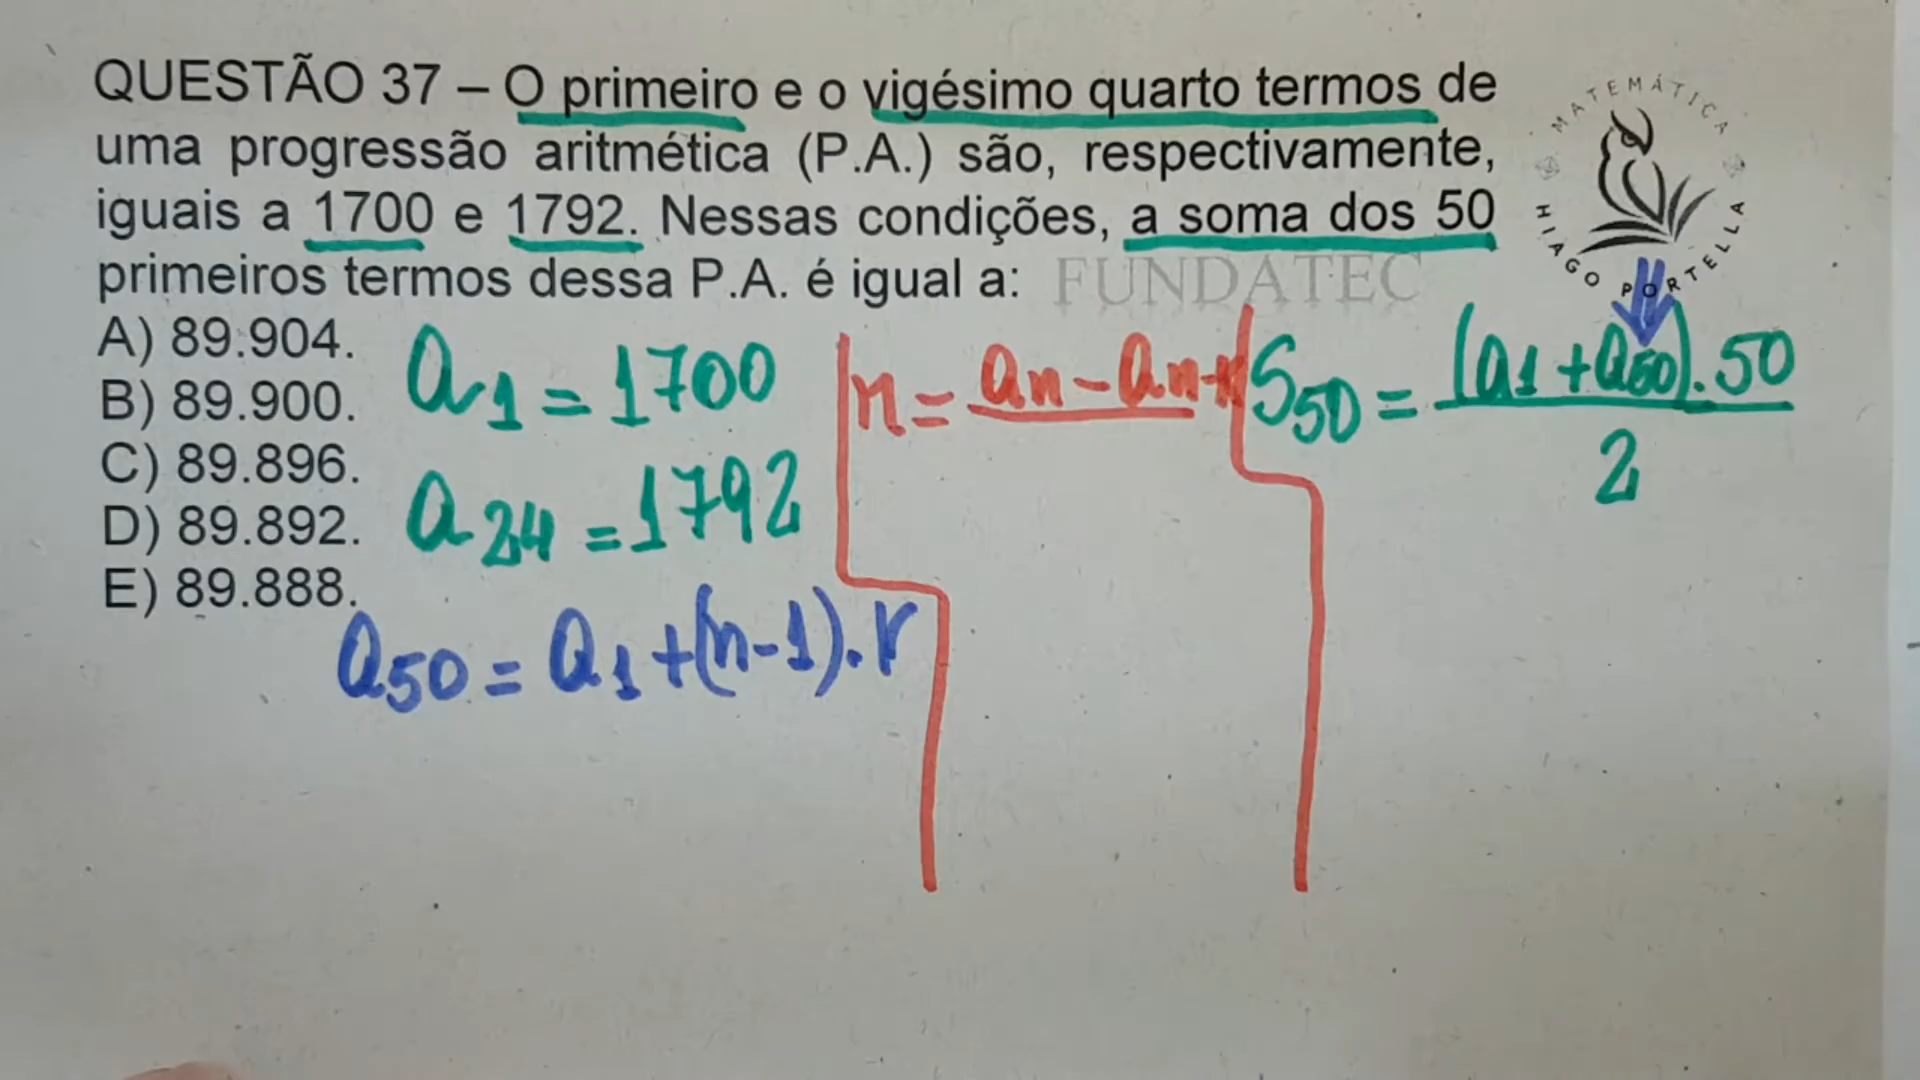 QUESTÃO 37 – O primeiro e o vigésimo quarto termos de
uma progressão aritmética (P.A.) são, respectivamente,
iguais a 1700 e 1792. Nessas condições, a soma dos 50
primeiros termos dessa P.A. é igual a:
FUNDATEC
MATEMÁTICA
HIAGO PORTELLA
A) 89.904.
B) 89.900.
C) 89.896.
D) 89.892.
E) 89.888.
a1 = 1700
a24 = 1792
a50 = a1 + (n-1).r
r = an - an-
S50 = (a1 + a50).50
2